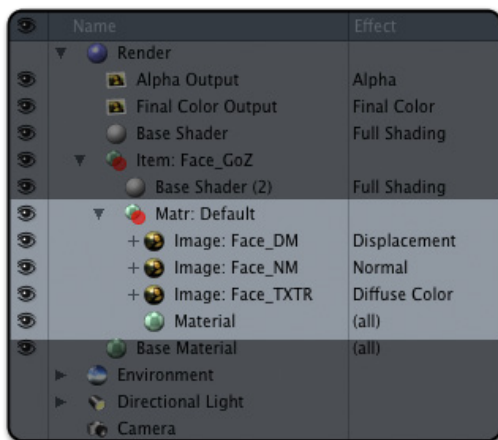 Name Effect
Render
Alpha Output Alpha
Final Color Output Final Color
Base Shader Full Shading
Item: Face_GoZ
Base Shader (2) Full Shading
Matr: Default
Image: Face_DM Displacement
Image: Face_NM Normal
Image: Face_TXTR Diffuse Color
Material (all)
Base Material (all)
Environment
Directional Light
Camera